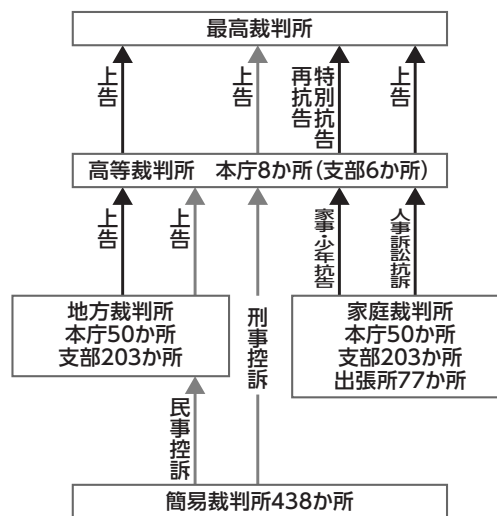 最高裁判所
上告
上告
特別抗告
再抗告
上告
高等裁判所　本庁8か所（支部6か所）
上告
上告
家事・少年抗告
人事訴訟抗訴
地方裁判所
本庁50か所
支部203か所
刑事控訴
家庭裁判所
本庁50か所
支部203か所
出張所77か所
民事控訴
簡易裁判所438か所